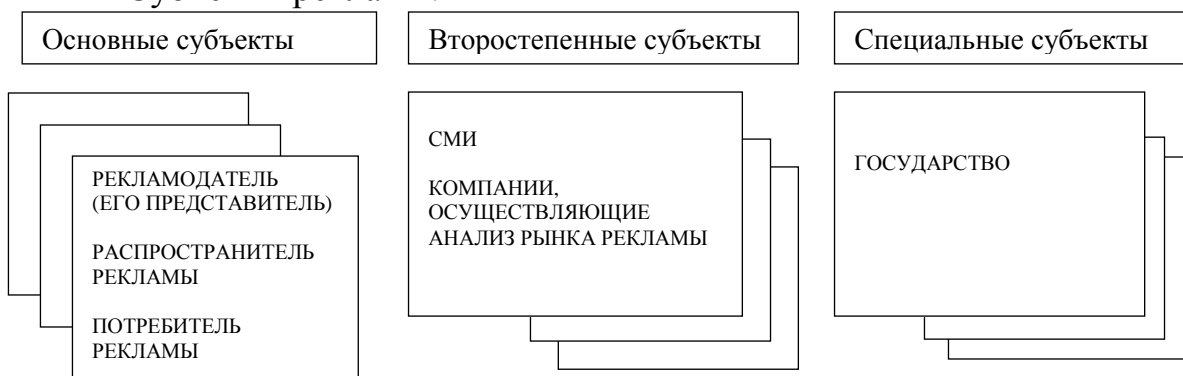 Основные субъекты
Второстепенные субъекты
Специальные субъекты
РЕКЛАМОДАТЕЛЬ
(ЕГО ПРЕДСТАВИТЕЛЬ)
РАСПРОСТРАНИТЕЛЬ
РЕКЛАМЫ
ПОТРЕБИТЕЛЬ
РЕКЛАМЫ
СМИ
КОМПАНИИ,
ОСУЩЕСТВЛЯЮЩИЕ
АНАЛИЗ РЫНКА РЕКЛАМЫ
ГОСУДАРСТВО